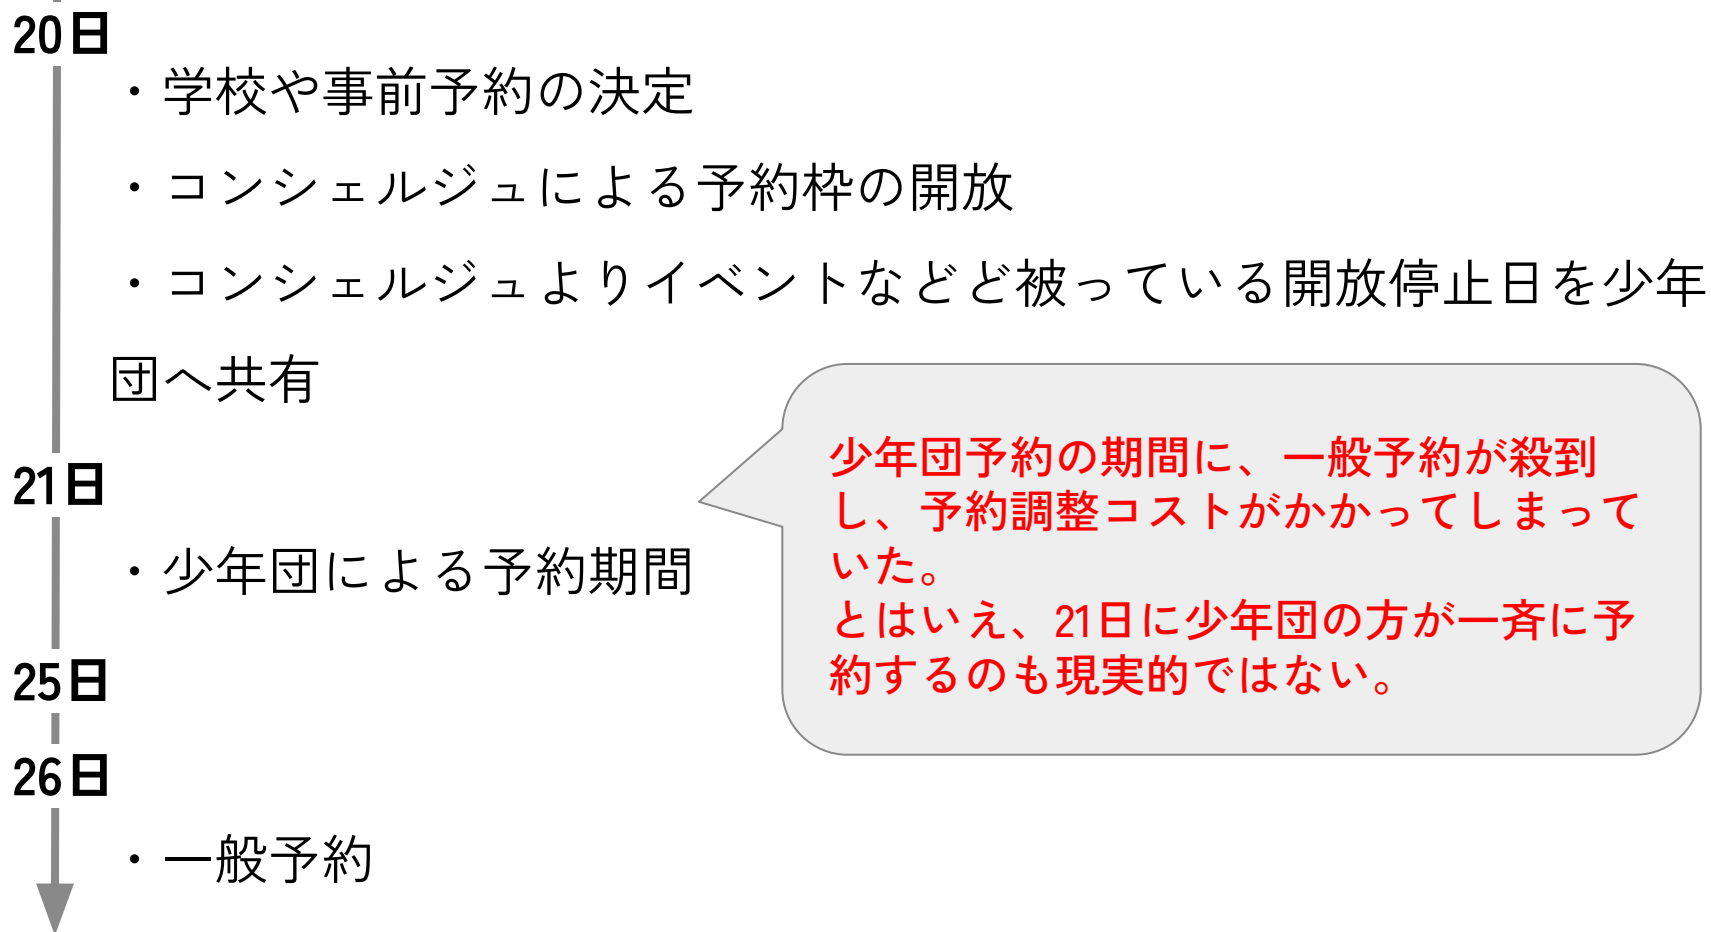 20日
・学校や事前予約の決定
・コンシェルジュによる予約枠の開放
・コンシェルジュよりイベントなどど被っている開放停止日を少年
団へ共有
21日
・少年団による予約期間
少年団予約の期間に、一般予約が殺到
し、予約調整コストがかかってしまって
いた。
とはいえ、21日に少年団の方が一斉に予
約するのも現実的ではない。
25日
26日
・一般予約